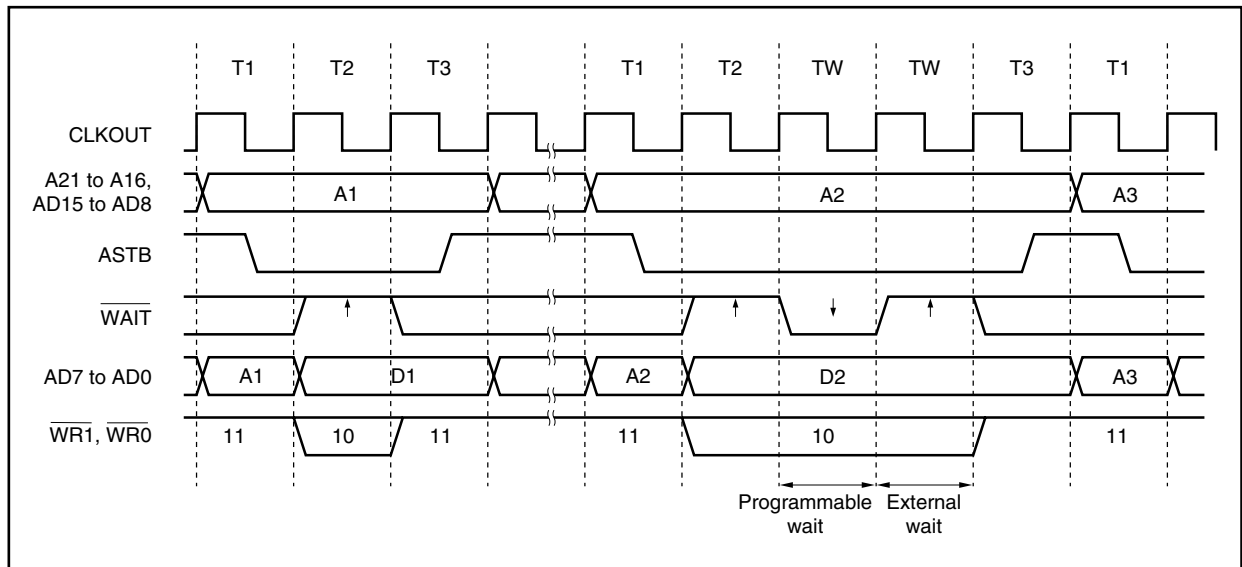 T1 T2 T3 T1 T2 TW TW T3 T1
CLKOUT
A21 to A16,
AD15 to AD8
A1 A2 A3
ASTB
WAIT
AD7 to AD0 A1 D1 A2 D2 A3
WR1, WR0 11 10 11 11 10 11
Programmable
wait
External
wait